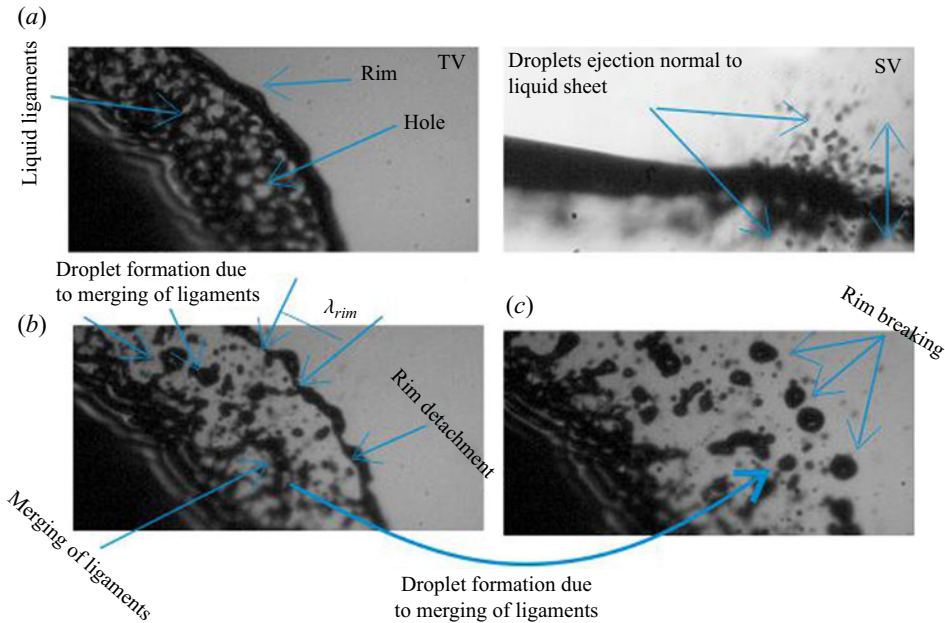 (a)
Liquid ligaments
Rim
TV
Hole
Droplets ejection normal to
liquid sheet
SV
Droplet formation due
to merging of ligaments
(b)
λrim
Rim detachment
Merging of ligaments
(c)
Rim breaking
Droplet formation due
to merging of ligaments